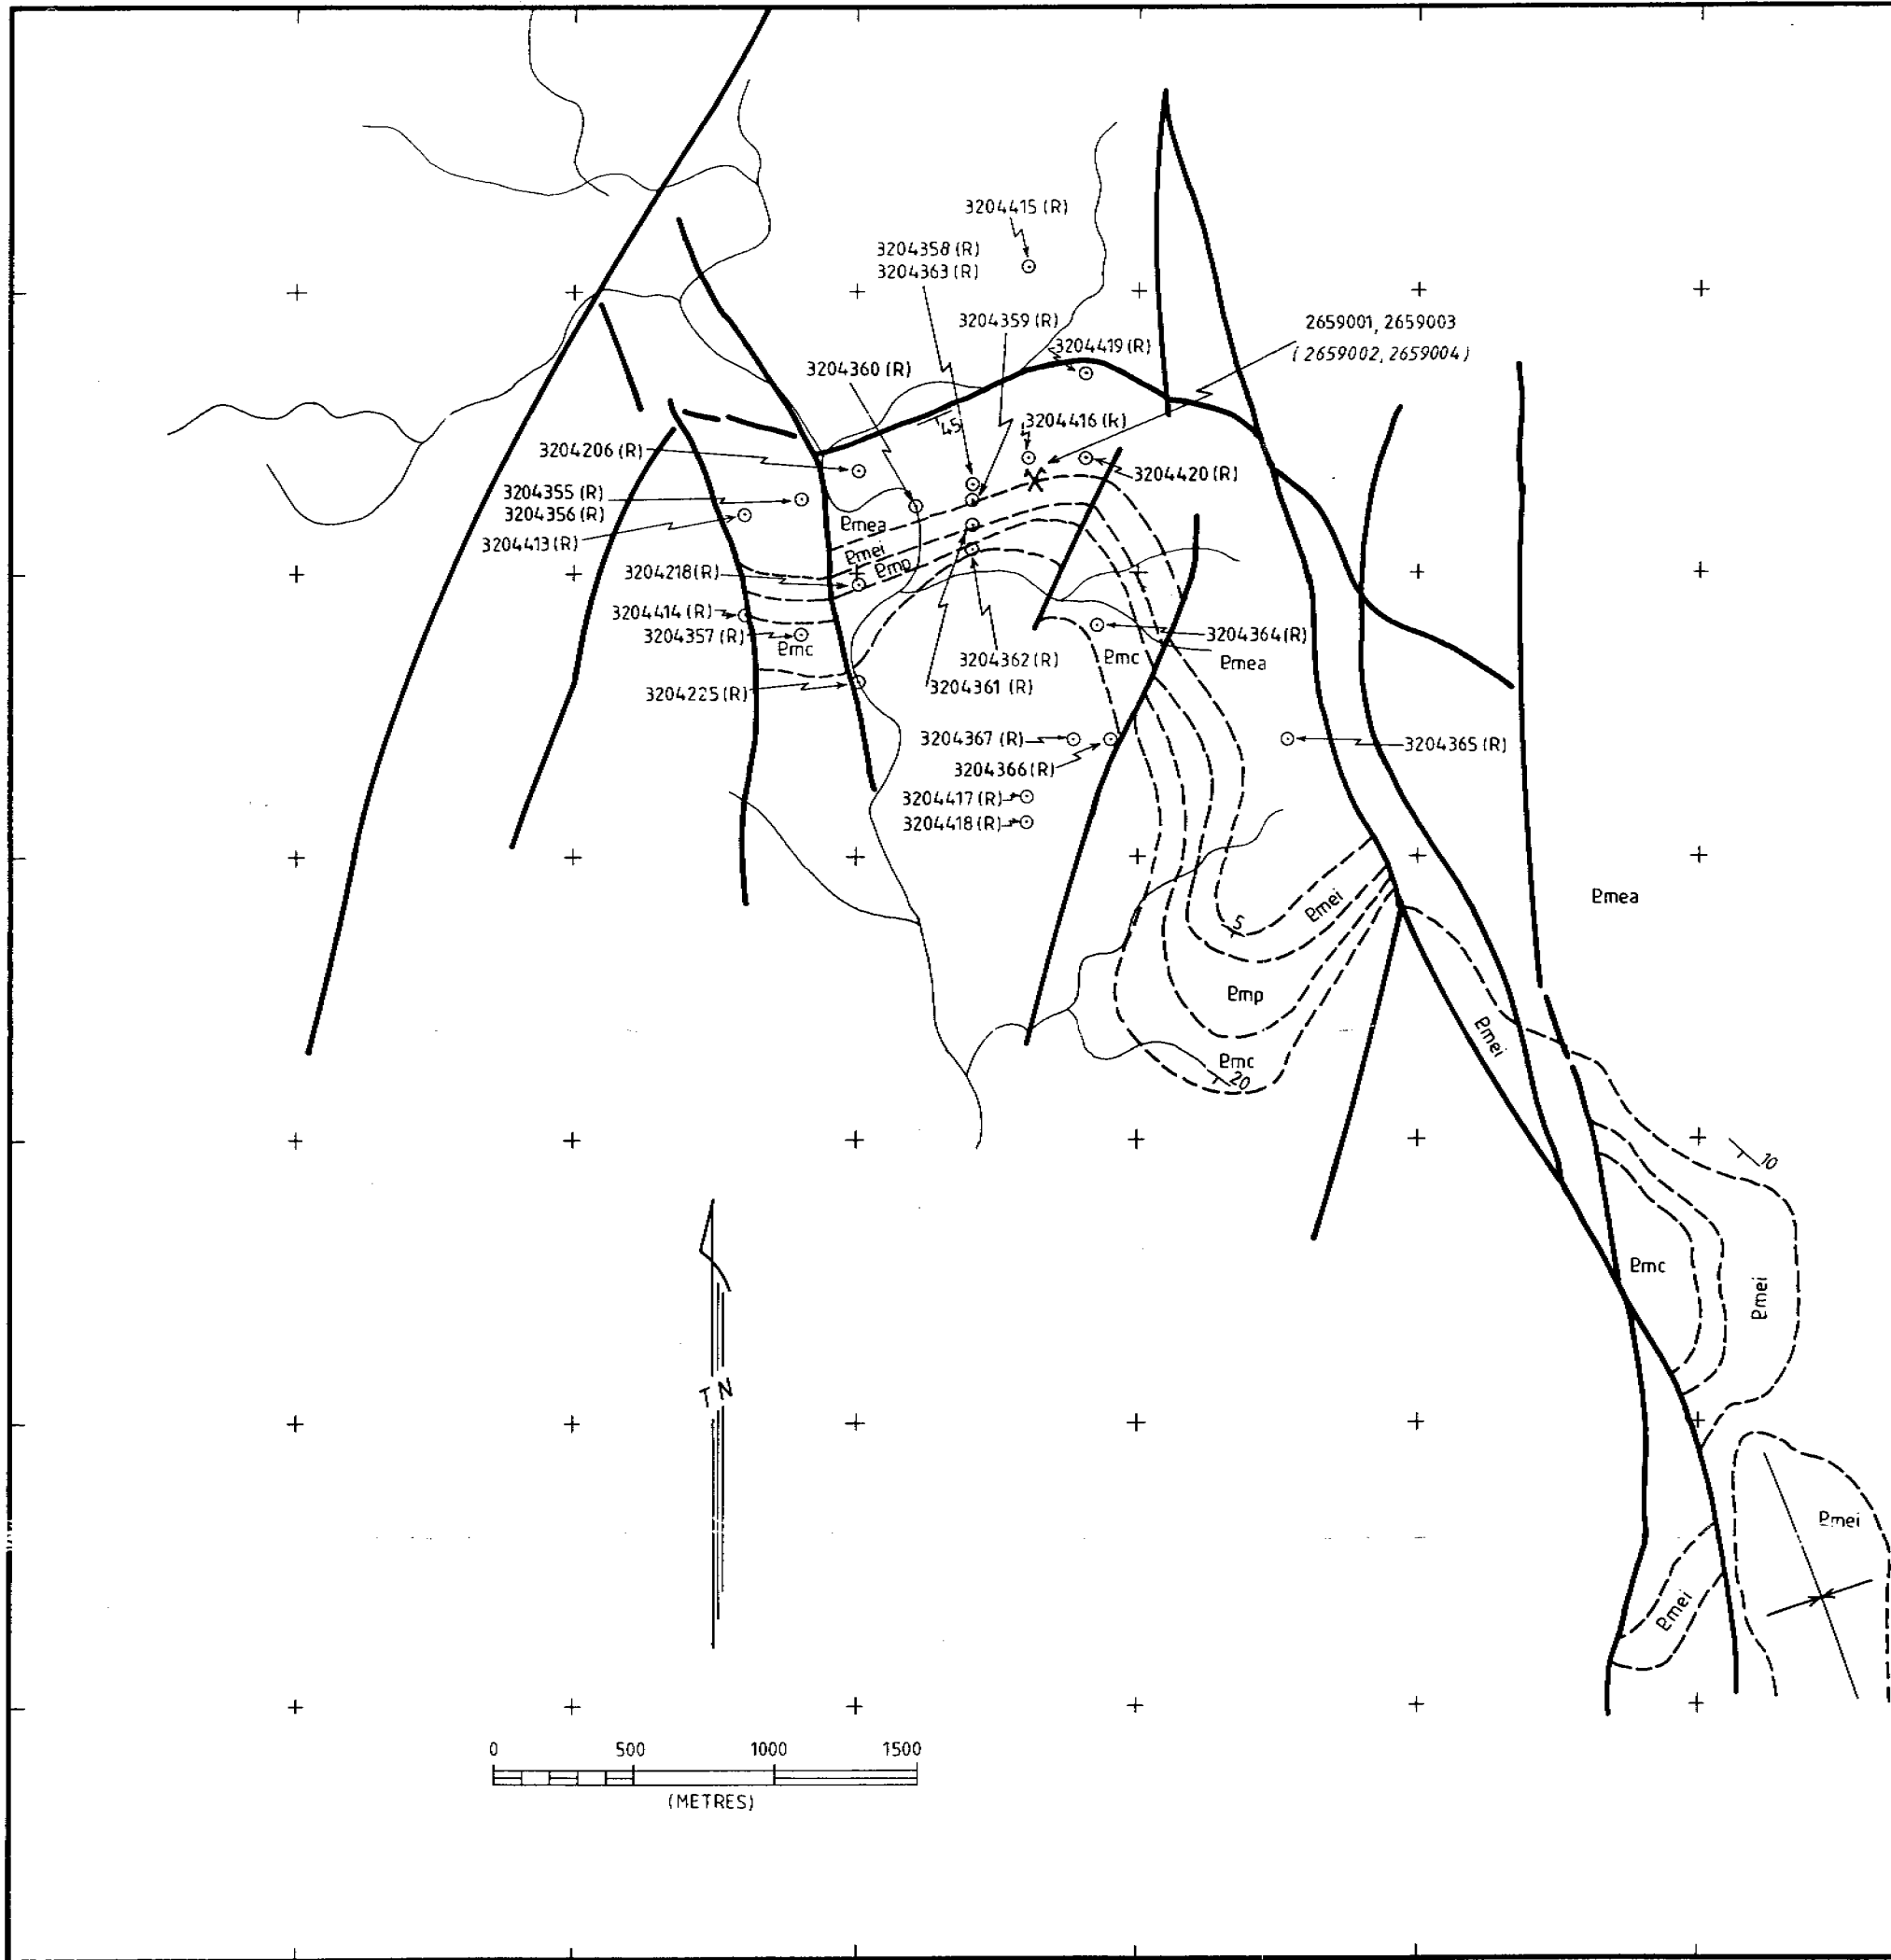 3204415 (R)
3204358 (R)
3204363 (R)
3204359 (R)
2659001, 2659003
(2659002, 2659004)
3204419 (R)
3204360 (R)
45
3204416 (R)
3204206 (R)
3204420 (R)
3204355 (R)
3204356 (R)
3204413 (R)
Pmea
Pmei
Pmp
3204218 (R)
3204414 (R)
3204357 (R)
Pmc
3204364 (R)
3204362 (R)
Pmc
Pmea
3204361 (R)
3204225 (R)
3204367 (R)
3204365 (R)
3204366 (R)
3204417 (R)
3204418 (R)
Pmea
Pmei
5
Pmp
Pmei
Pmc
20
10
Pmc
Pmei
T N
Pmei
Pmei
0 500 1000 1500
(METRES)